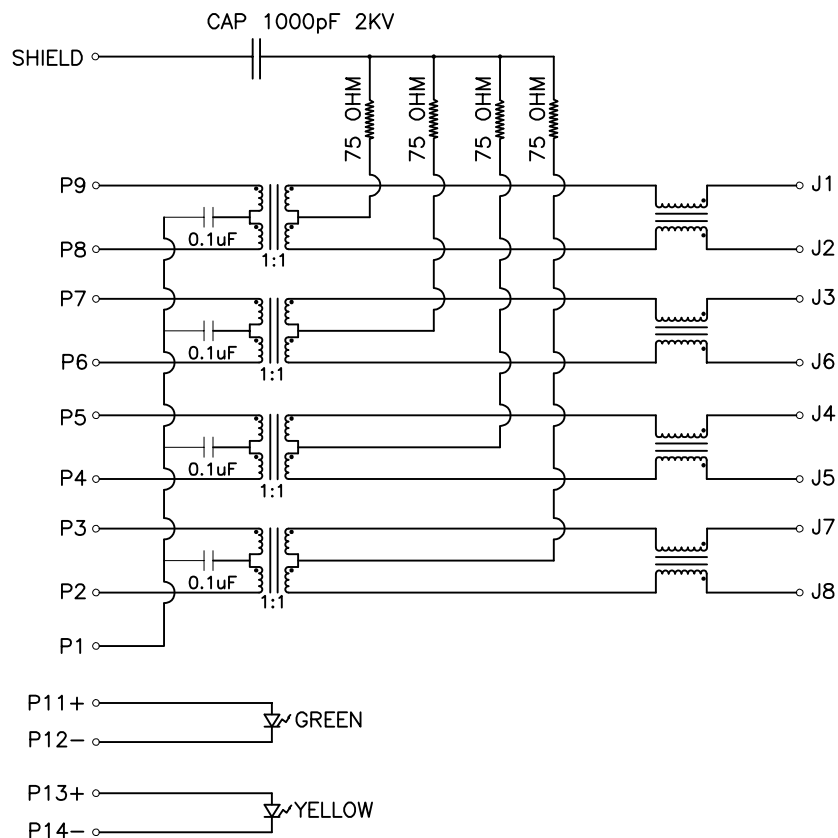 CAP 1000pF 2KV
SHIELD
75 OHM
75 OHM
75 OHM
75 OHM
P9
J1
0.1uF
P8
1:1
J2
P7
J3
0.1uF
P6
1:1
J6
P5
J4
0.1uF
P4
1:1
J5
P3
J7
0.1uF
P2
1:1
J8
P1
P11+
GREEN
P12-
P13+
YELLOW
P14-